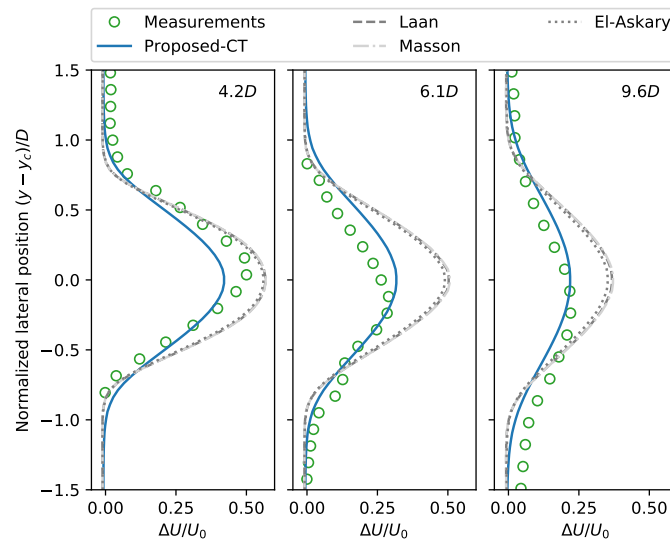 Measurements
Proposed-CT
Laan
Masson
El-Askary
Normalized lateral position (y − y_c)/D
1.5
1.0
0.5
0.0
−0.5
−1.0
−1.5
4.2D
6.1D
9.6D
0.00 0.25 0.50
0.00 0.25 0.50
0.00 0.25 0.50
ΔU/U_0
ΔU/U_0
ΔU/U_0